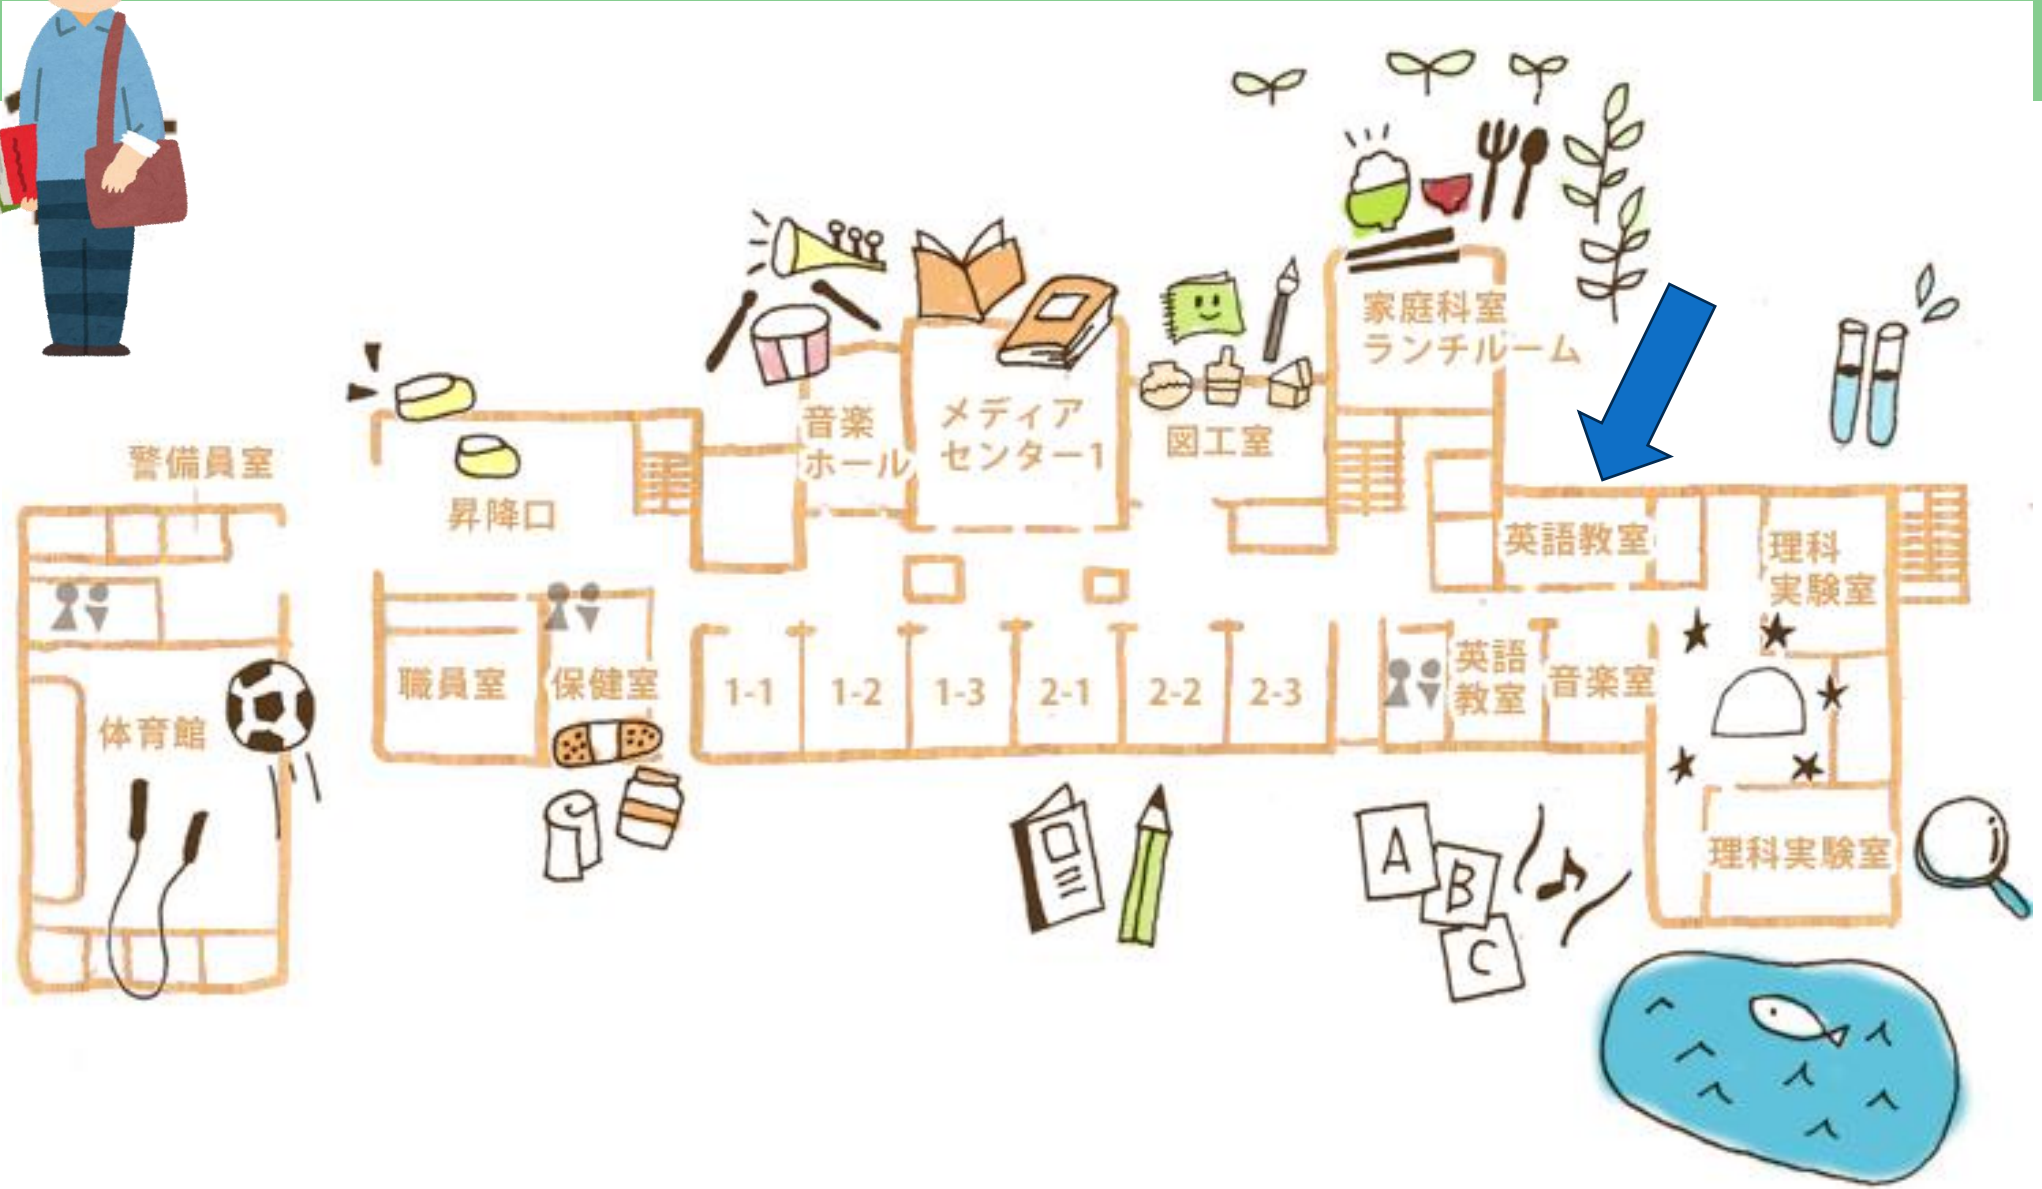 家庭科室
ランチルーム
音楽
ホール
メディア
センター1
図工室
警備員室
昇降口
英語教室
理科
実験室
職員室
保健室
1-1
1-2
1-3
2-1
2-2
2-3
英語
教室
音楽室
体育館
理科実験室
A
B
C